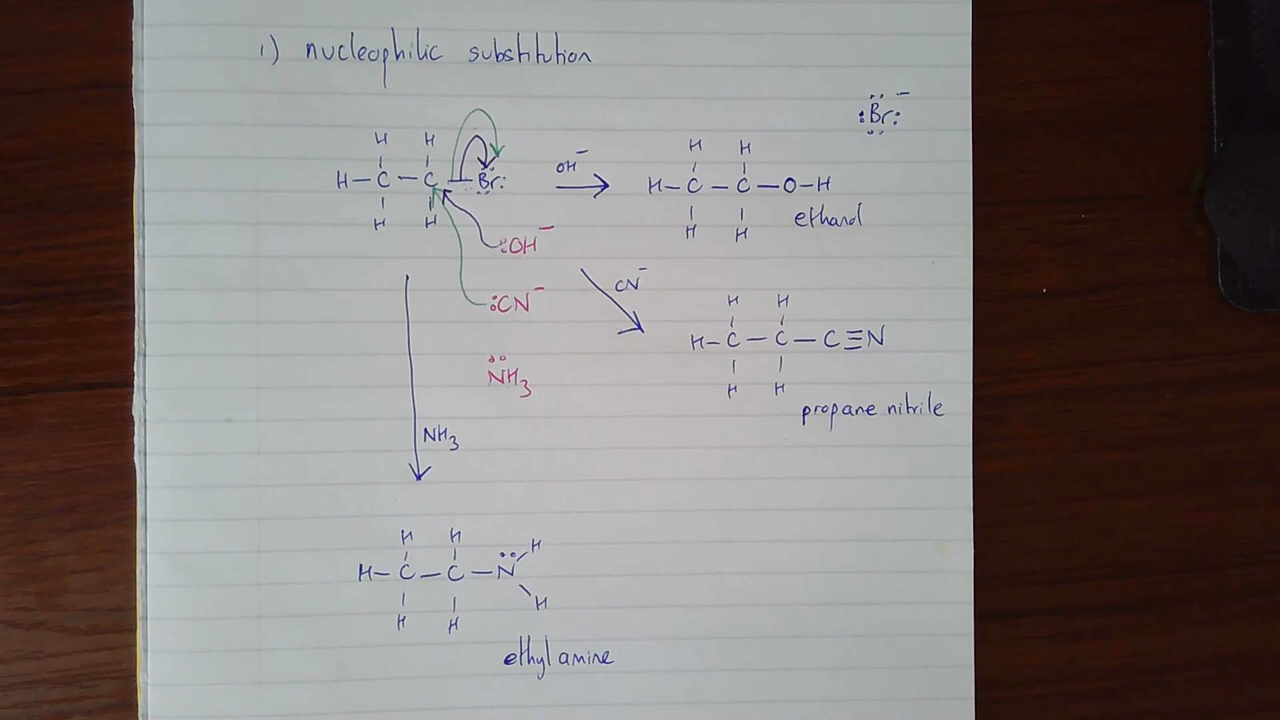 1) nucleophilic substitution
:Br:⁻
H H
H-C-C-Br: OH⁻
H H
:OH⁻
H H
H-C-C-O-H
H H
ethanol
:CN⁻
CN⁻
H H
H-C-C-C≡N
H H
propane nitrile
NH₃
NH₃
H H
H-C-C-N H
H H H
ethyl amine